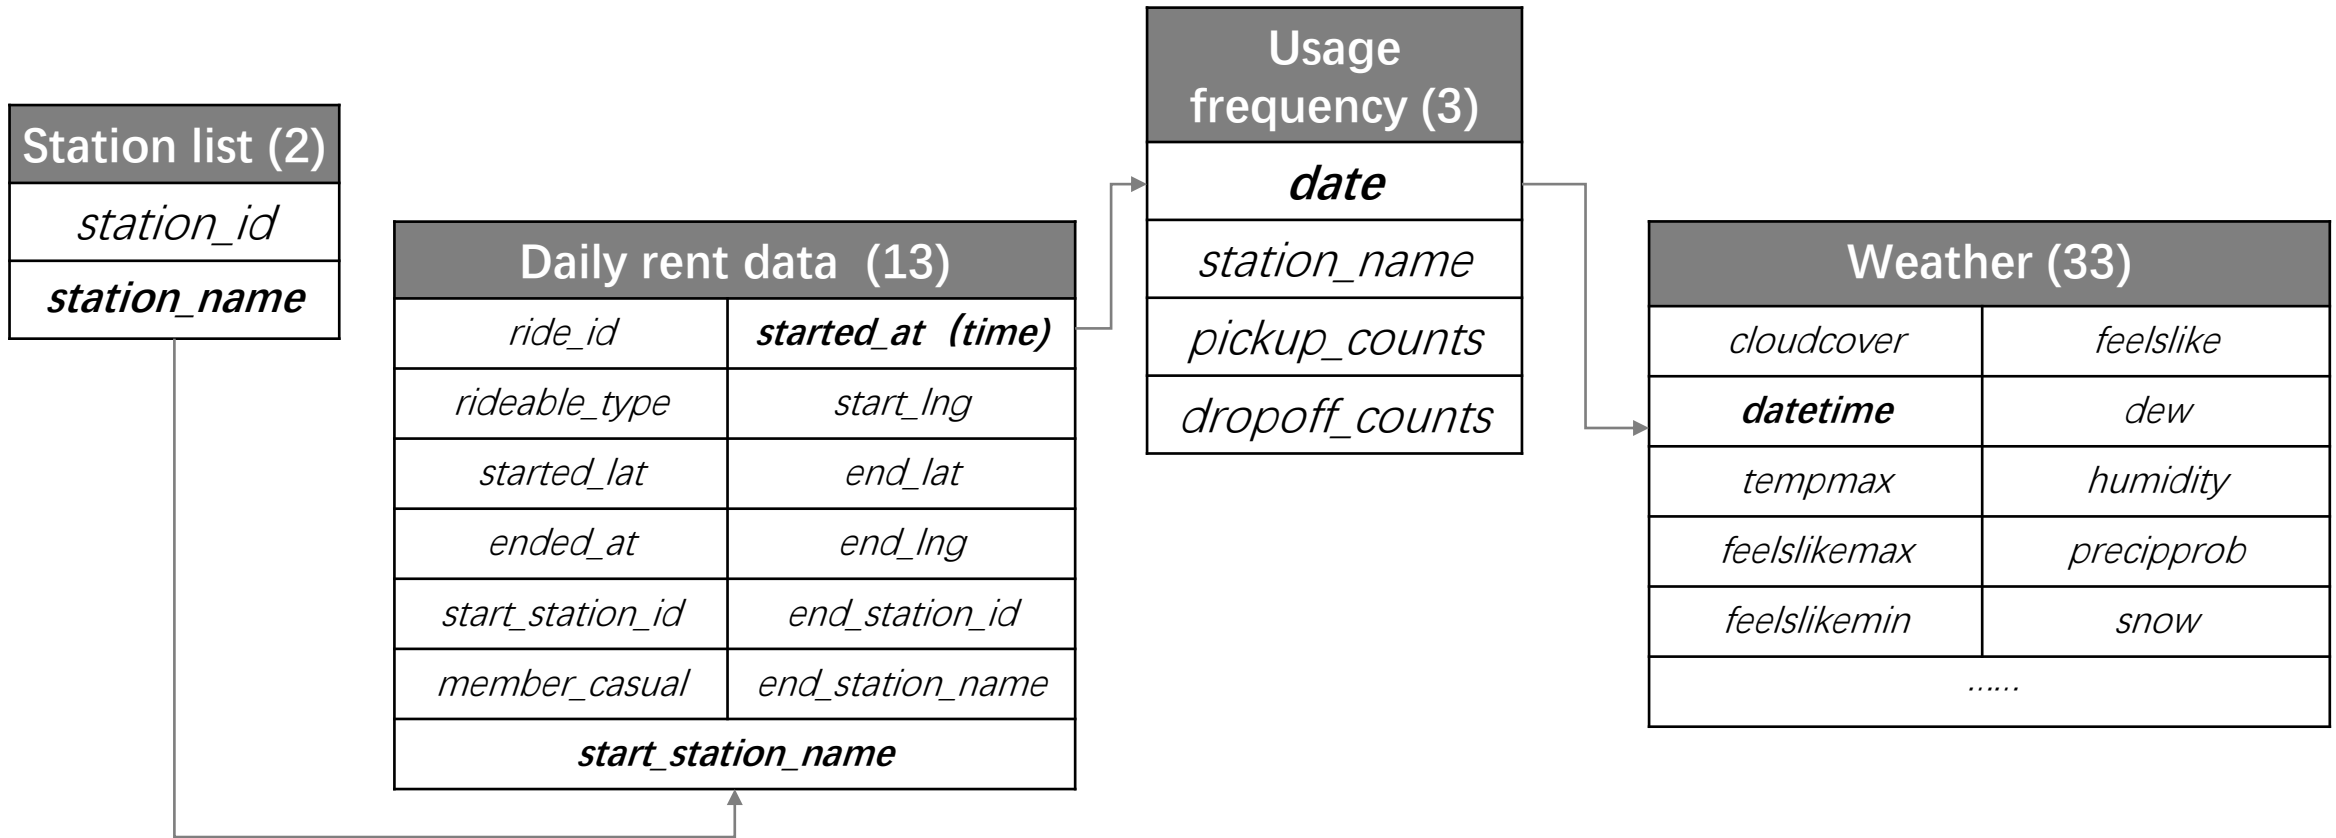 Station list (2)
station_id
station_name
Daily rent data (13)
ride_id started_at (time)
rideable_type start_lng
started_lat end_lat
ended_at end_lng
start_station_id end_station_id
member_casual end_station_name
start_station_name
Usage
frequency (3)
date
station_name
pickup_counts
dropoff_counts
Weather (33)
cloudcover feelslike
datetime dew
tempmax humidity
feelslikemax precipprob
feelslikemin snow
......